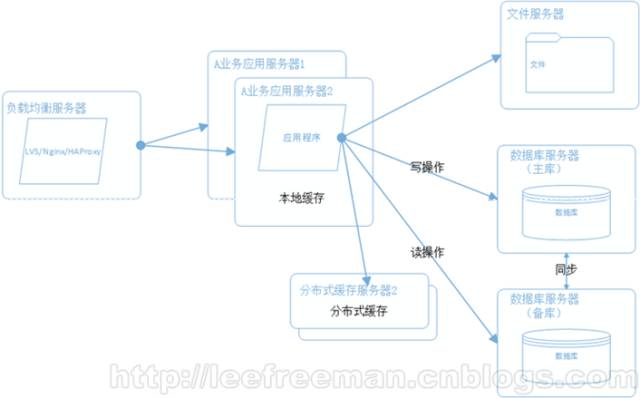 文件服务器
文件
A业务应用服务器1
A业务应用服务器2
应用程序
本地缓存
负载均衡服务器
LVS/Nginx/HAProxy
写操作
数据库服务器
（主库）
数据库
读操作
同步
分布式缓存服务器2
分布式缓存
数据库服务器
（备库）
数据库
http://leefreeman.cnblogs.com